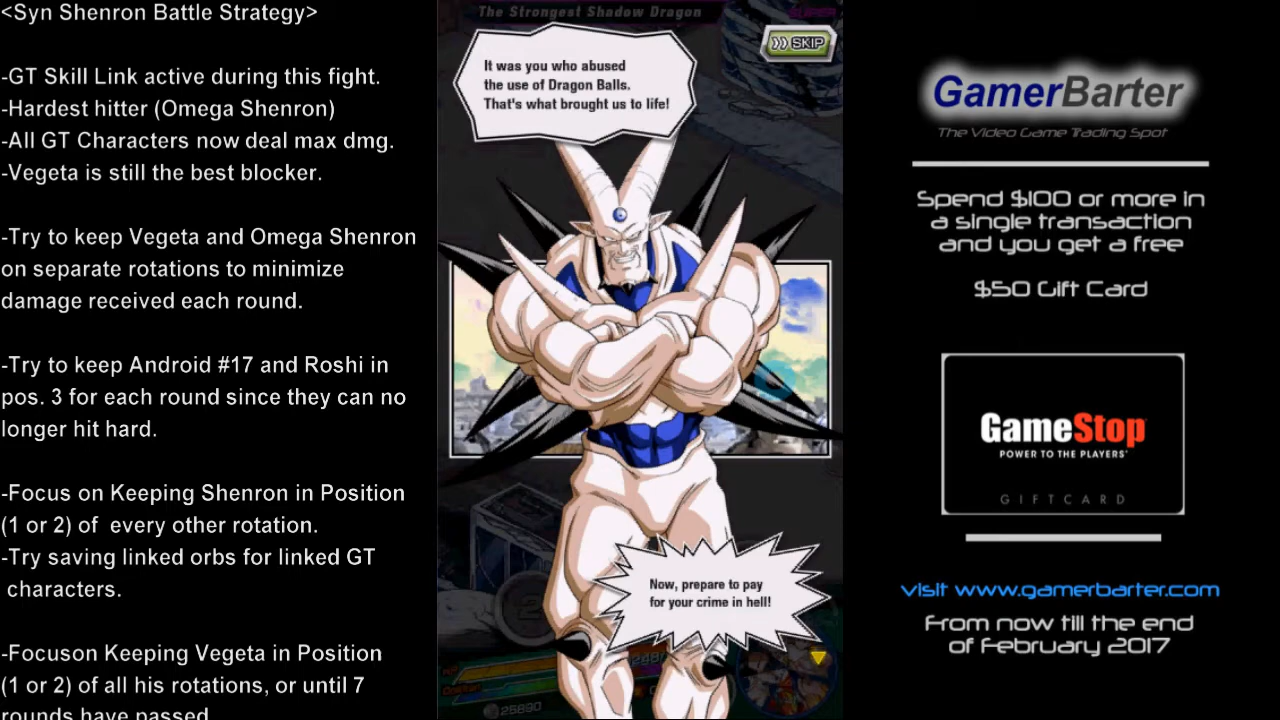 <Syn Shenron Battle Strategy>
-GT Skill Link active during this fight.
-Hardest hitter (Omega Shenron)
-All GT Characters now deal max dmg.
-Vegeta is still the best blocker.
-Try to keep Vegeta and Omega Shenron
on separate rotations to minimize
damage received each round.
-Try to keep Android #17 and Roshi in
pos. 3 for each round since they can no
longer hit hard.
-Focus on Keeping Shenron in Position
(1 or 2) of every other rotation.
-Try saving linked orbs for linked GT
characters.
-Focuson Keeping Vegeta in Position
(1 or 2) of all his rotations, or until 7
rounds have passed
The Strongest Shadow Dragon
SUPER
SKIP
It was you who abused
the use of Dragon Balls.
That's what brought us to life!
Now, prepare to pay
for your crime in hell!
25890
GamerBarter
The Video Game Trading Spot
Spend $100 or more in
a single transaction
and you get a free
$50 Gift Card
GameStop
POWER TO THE PLAYERS
GIFTCARD
visit www.gamerbarter.com
From now till the end
of February 2017